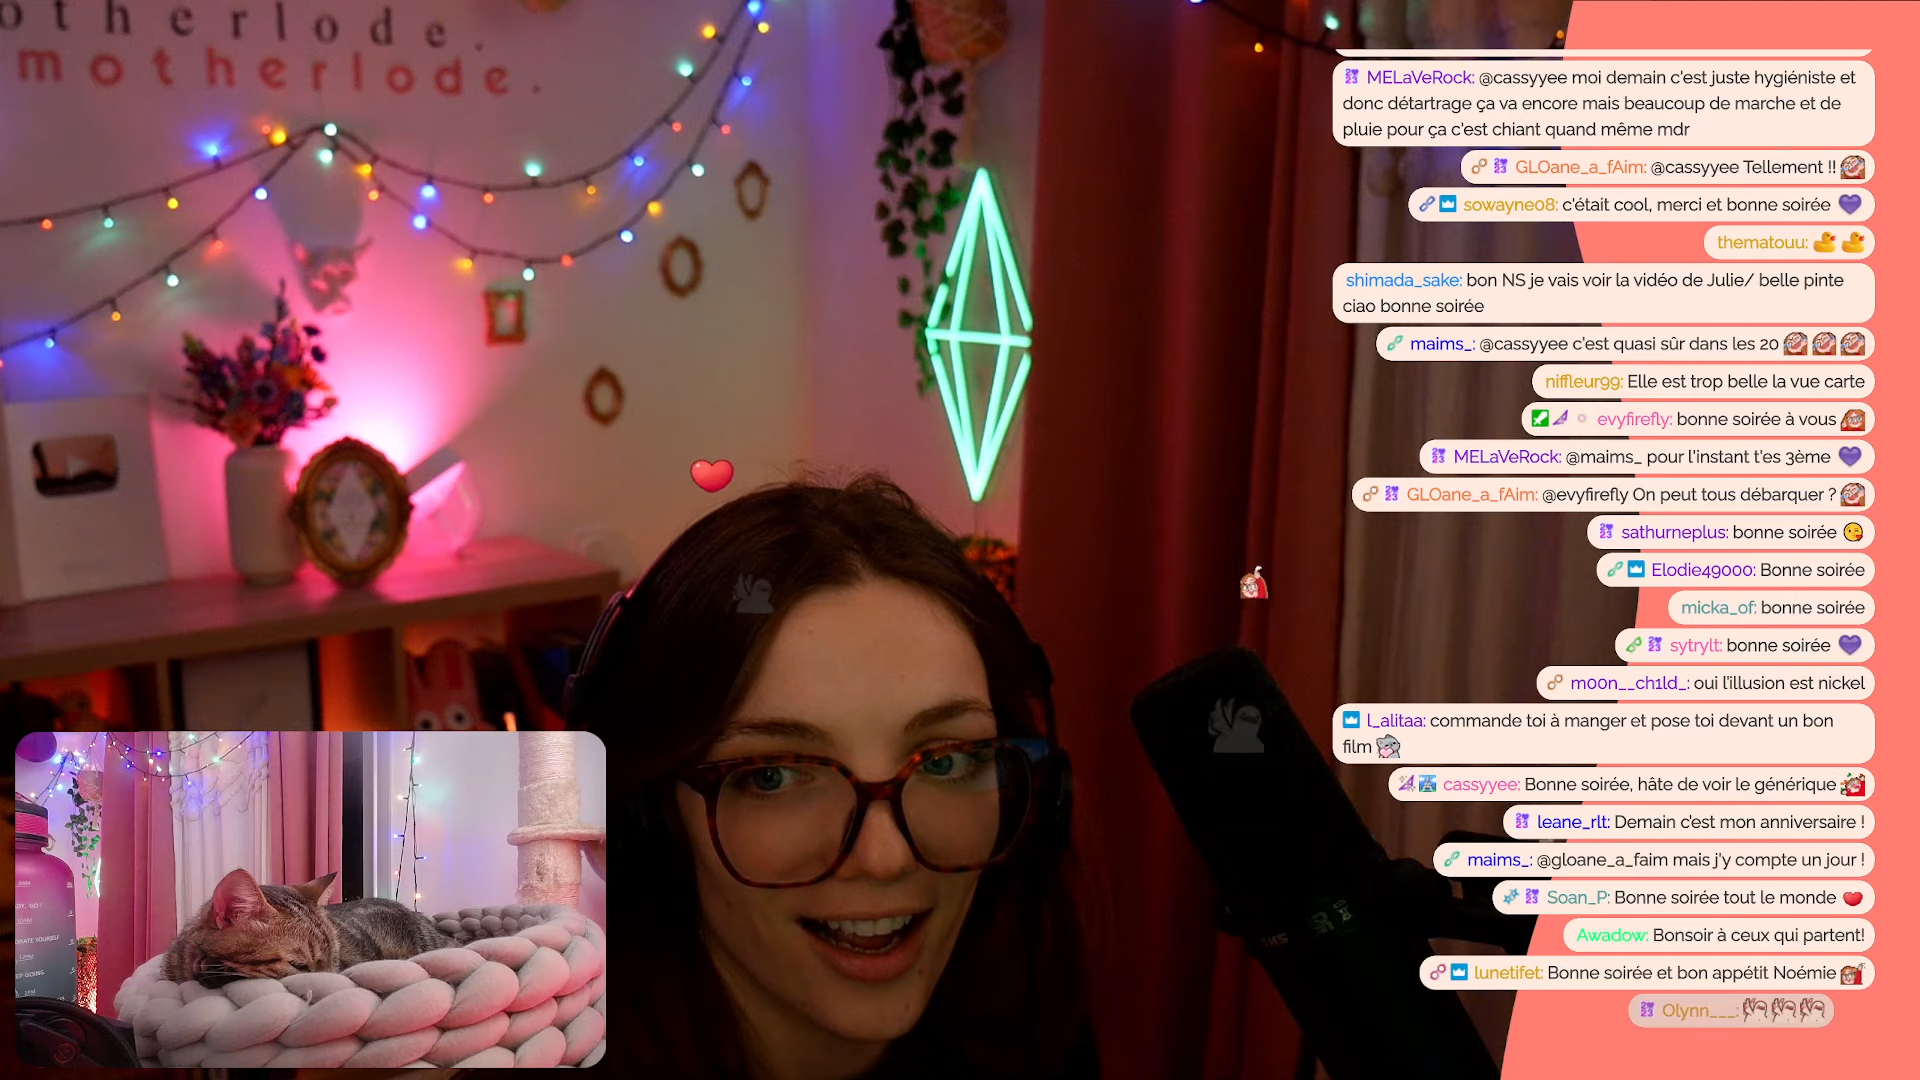 otherlode.
motherlode.
MELaVeRock: @cassyyee moi demain c'est juste hygiéniste et
donc détartrage ça va encore mais beaucoup de marche et de
pluie pour ça c'est chiant quand même mdr
GLOane_a_fAim: @cassyyee Tellement !!
sowayne08: c'était cool, merci et bonne soirée
thematouu:
shimada_sake: bon NS je vais voir la vidéo de Julie/ belle pinte
ciao bonne soirée
maims_: @cassyyee c'est quasi sûr dans les 20
niffleur99: Elle est trop belle la vue carte
evyfirefly: bonne soirée à vous
MELaVeRock: @maims_ pour l'instant t'es 3ème
GLOane_a_fAim: @evyfirefly On peut tous débarquer ?
sathurneplus: bonne soirée
Elodie49000: Bonne soirée
micka_of: bonne soirée
sytrylt: bonne soirée
m00n__ch1ld_: oui l'illusion est nickel
l_alitaa: commande toi à manger et pose toi devant un bon
film
cassyyee: Bonne soirée, hâte de voir le générique
leane_rlt: Demain c'est mon anniversaire !
maims_: @gloane_a_faim mais j'y compte un jour !
Soan_P: Bonne soirée tout le monde
Awadow: Bonsoir à ceux qui partent!
lunetifet: Bonne soirée et bon appétit Noémie
Olynn___: